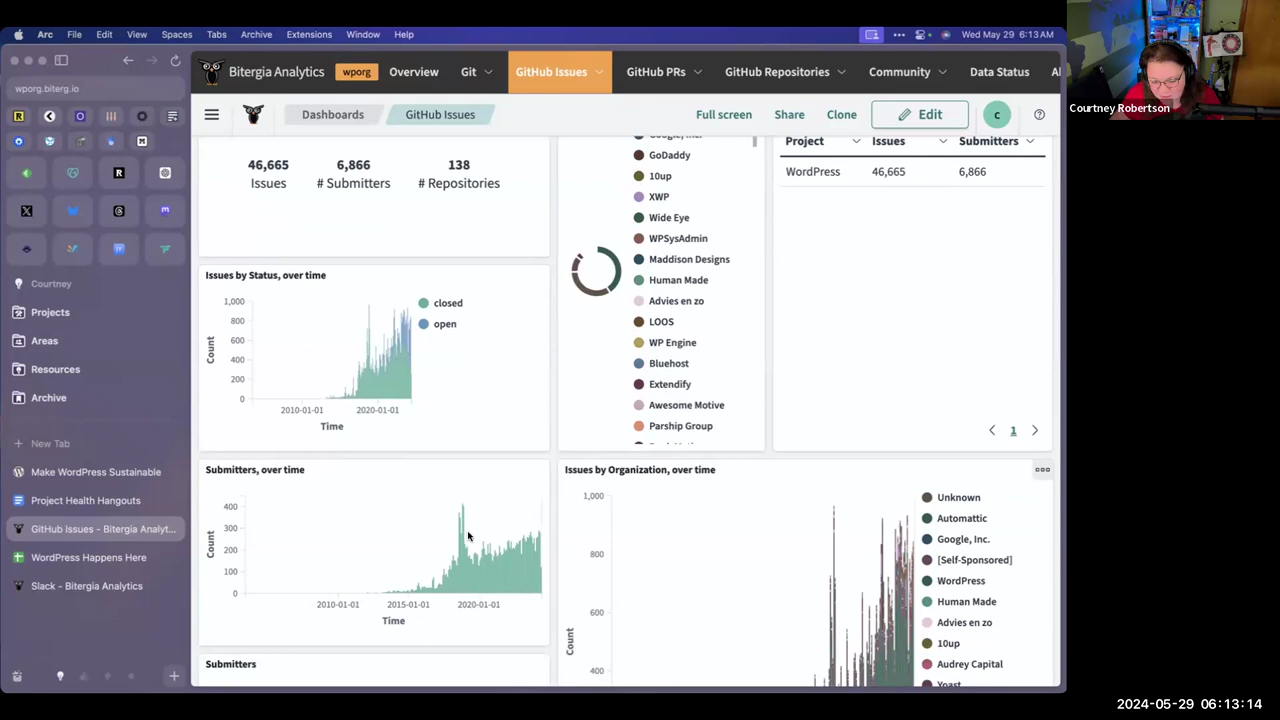 Arc File Edit View Spaces Tabs Archive Extensions Window Help Wed May 29 6:13 AM
wporg.biterg.io
Courtney
Projects
Areas
Resources
Archive
New Tab
Make WordPress Sustainable
Project Health Hangouts
GitHub Issues - Bitergia Analyt...
WordPress Happens Here
Slack - Bitergia Analytics
Bitergia Analytics wporg Overview Git GitHub Issues GitHub PRs GitHub Repositories Community Data Status
Dashboards GitHub Issues Full screen Share Clone Edit c
46,665 6,866 138
Issues # Submitters # Repositories
Issues by Status, over time
1,000
800
600
400
200
0
Count
2010-01-01 2020-01-01
Time
closed
open
Google, Inc.
GoDaddy
10up
XWP
Wide Eye
WPSysAdmin
Maddison Designs
Human Made
Advies en zo
LOOS
WP Engine
Bluehost
Extendify
Awesome Motive
Parship Group
Project Issues Submitters
WordPress 46,665 6,866
1
Submitters, over time
400
300
200
100
0
Count
2010-01-01 2015-01-01 2020-01-01
Time
Submitters
Issues by Organization, over time
1,000
800
600
400
Count
Unknown
Automattic
Google, Inc.
[Self-Sponsored]
WordPress
Human Made
Advies en zo
10up
Audrey Capital
Yoast
Courtney Robertson
2024-05-29 06:13:14